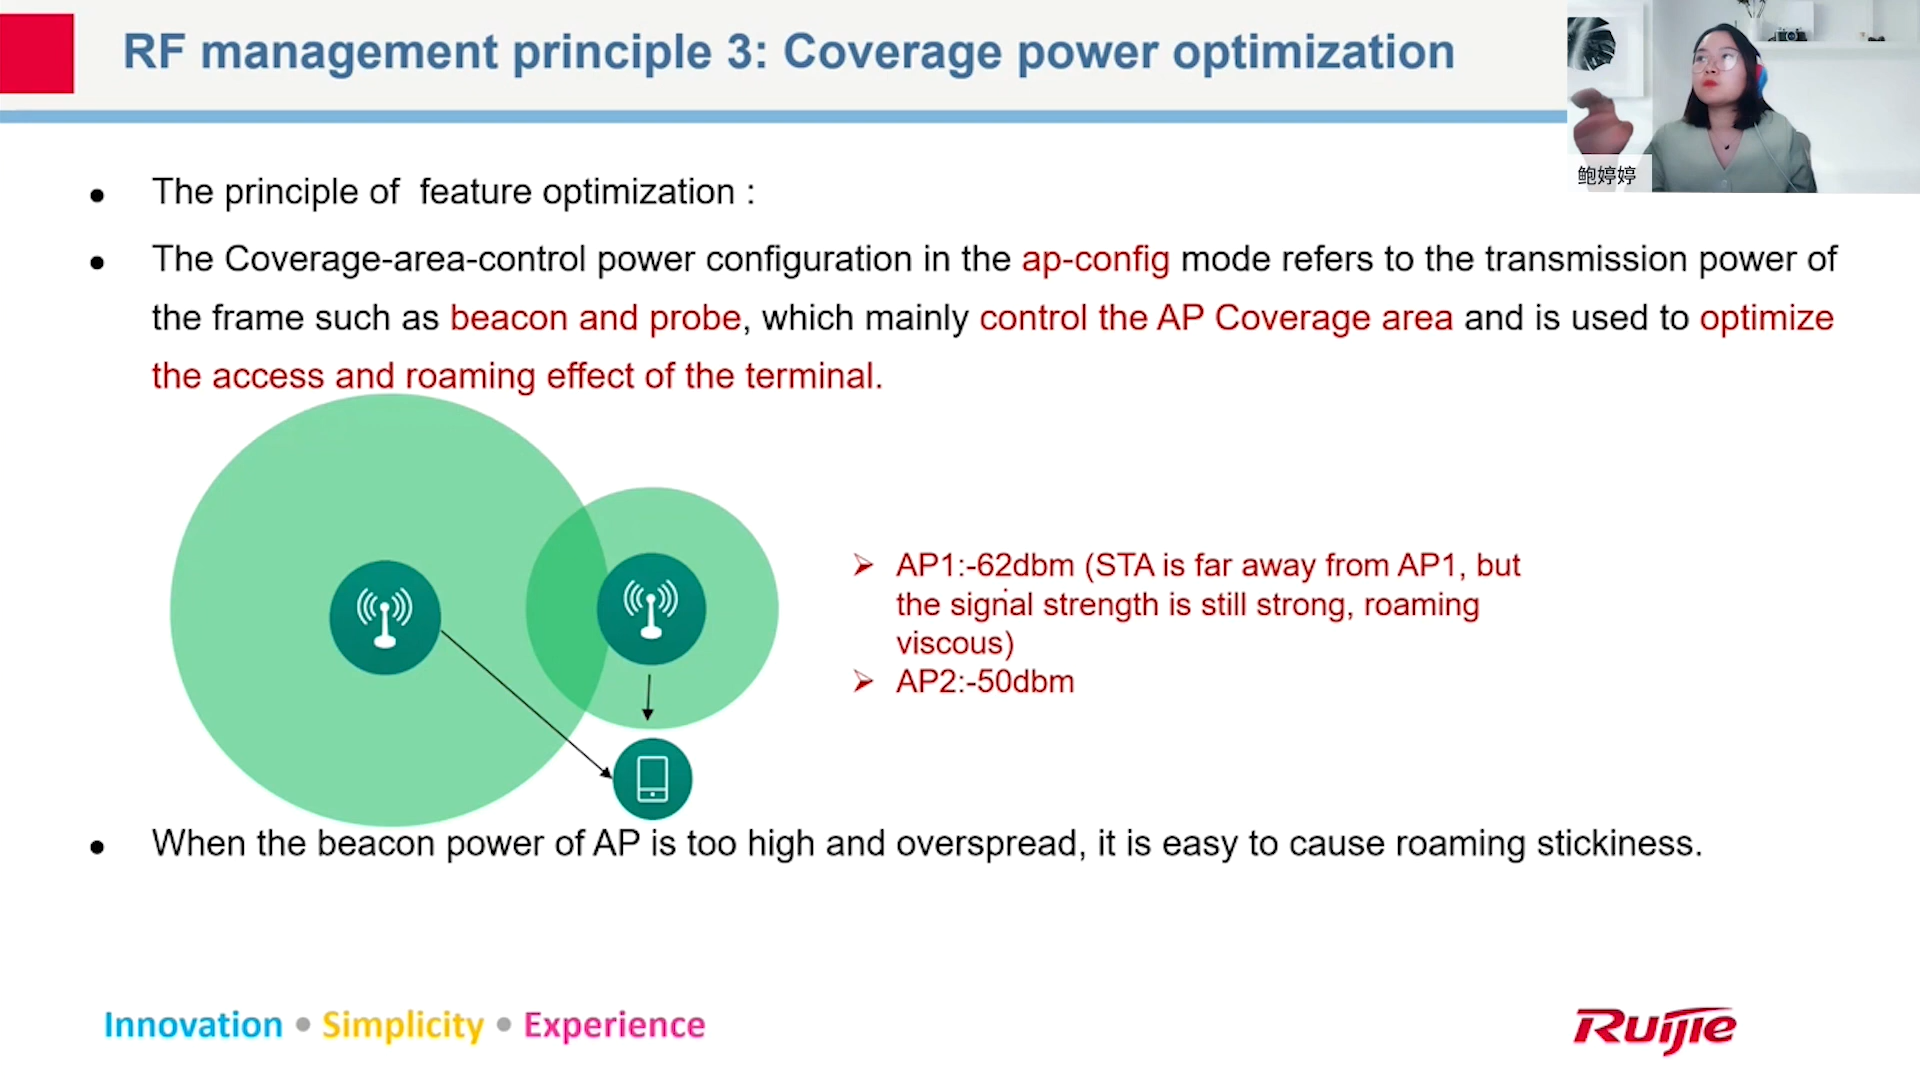 RF management principle 3: Coverage power optimization
鲍婷婷
The principle of feature optimization :
The Coverage-area-control power configuration in the ap-config mode refers to the transmission power of
the frame such as beacon and probe, which mainly control the AP Coverage area and is used to optimize
the access and roaming effect of the terminal.
AP1:-62dbm (STA is far away from AP1, but
the signal strength is still strong, roaming
viscous)
AP2:-50dbm
When the beacon power of AP is too high and overspread, it is easy to cause roaming stickiness.
Innovation • Simplicity • Experience
Ruijie